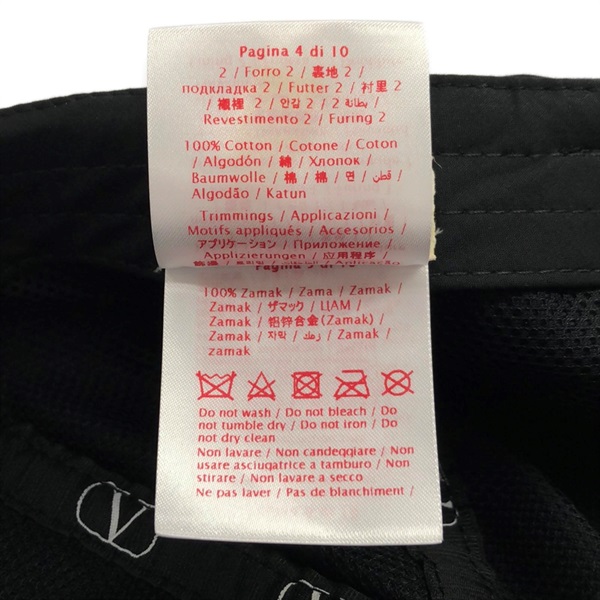 Pagina 4 di 10
2 / Forro 2 / 裏地 2 /
подкладка 2 / Futter 2 / 衬里 2
/ 襯裡 2 / 안감 2 / بطانة 2 /
Revestimento 2 / Furing 2
100% Cotton / Cotone / Coton
/ Algodón / 綿 / Хлопок /
Baumwolle / 棉 / 棉 / 면 / قطن /
Algodão / Katun
Trimmings / Applicazioni /
Motifs appliqués / Accesorios /
アプリケーション / Приложение /
Applizierungen / 应用程序 /
Pagina 5 di 10
100% Zamak / Zama / Zamak /
Zamak / ザマック / ЦАМ /
Zamak / 铝锌合金(Zamak) /
Zamak / 자막 / زمك / Zamak /
zamak
Do not wash / Do not bleach / Do
not tumble dry / Do not iron / Do
not dry clean
Non lavare / Non candeggiare / Non
usare asciugatrice a tamburo / Non
stirare / Non lavare a secco
Ne pas laver / Pas de blanchiment /
V